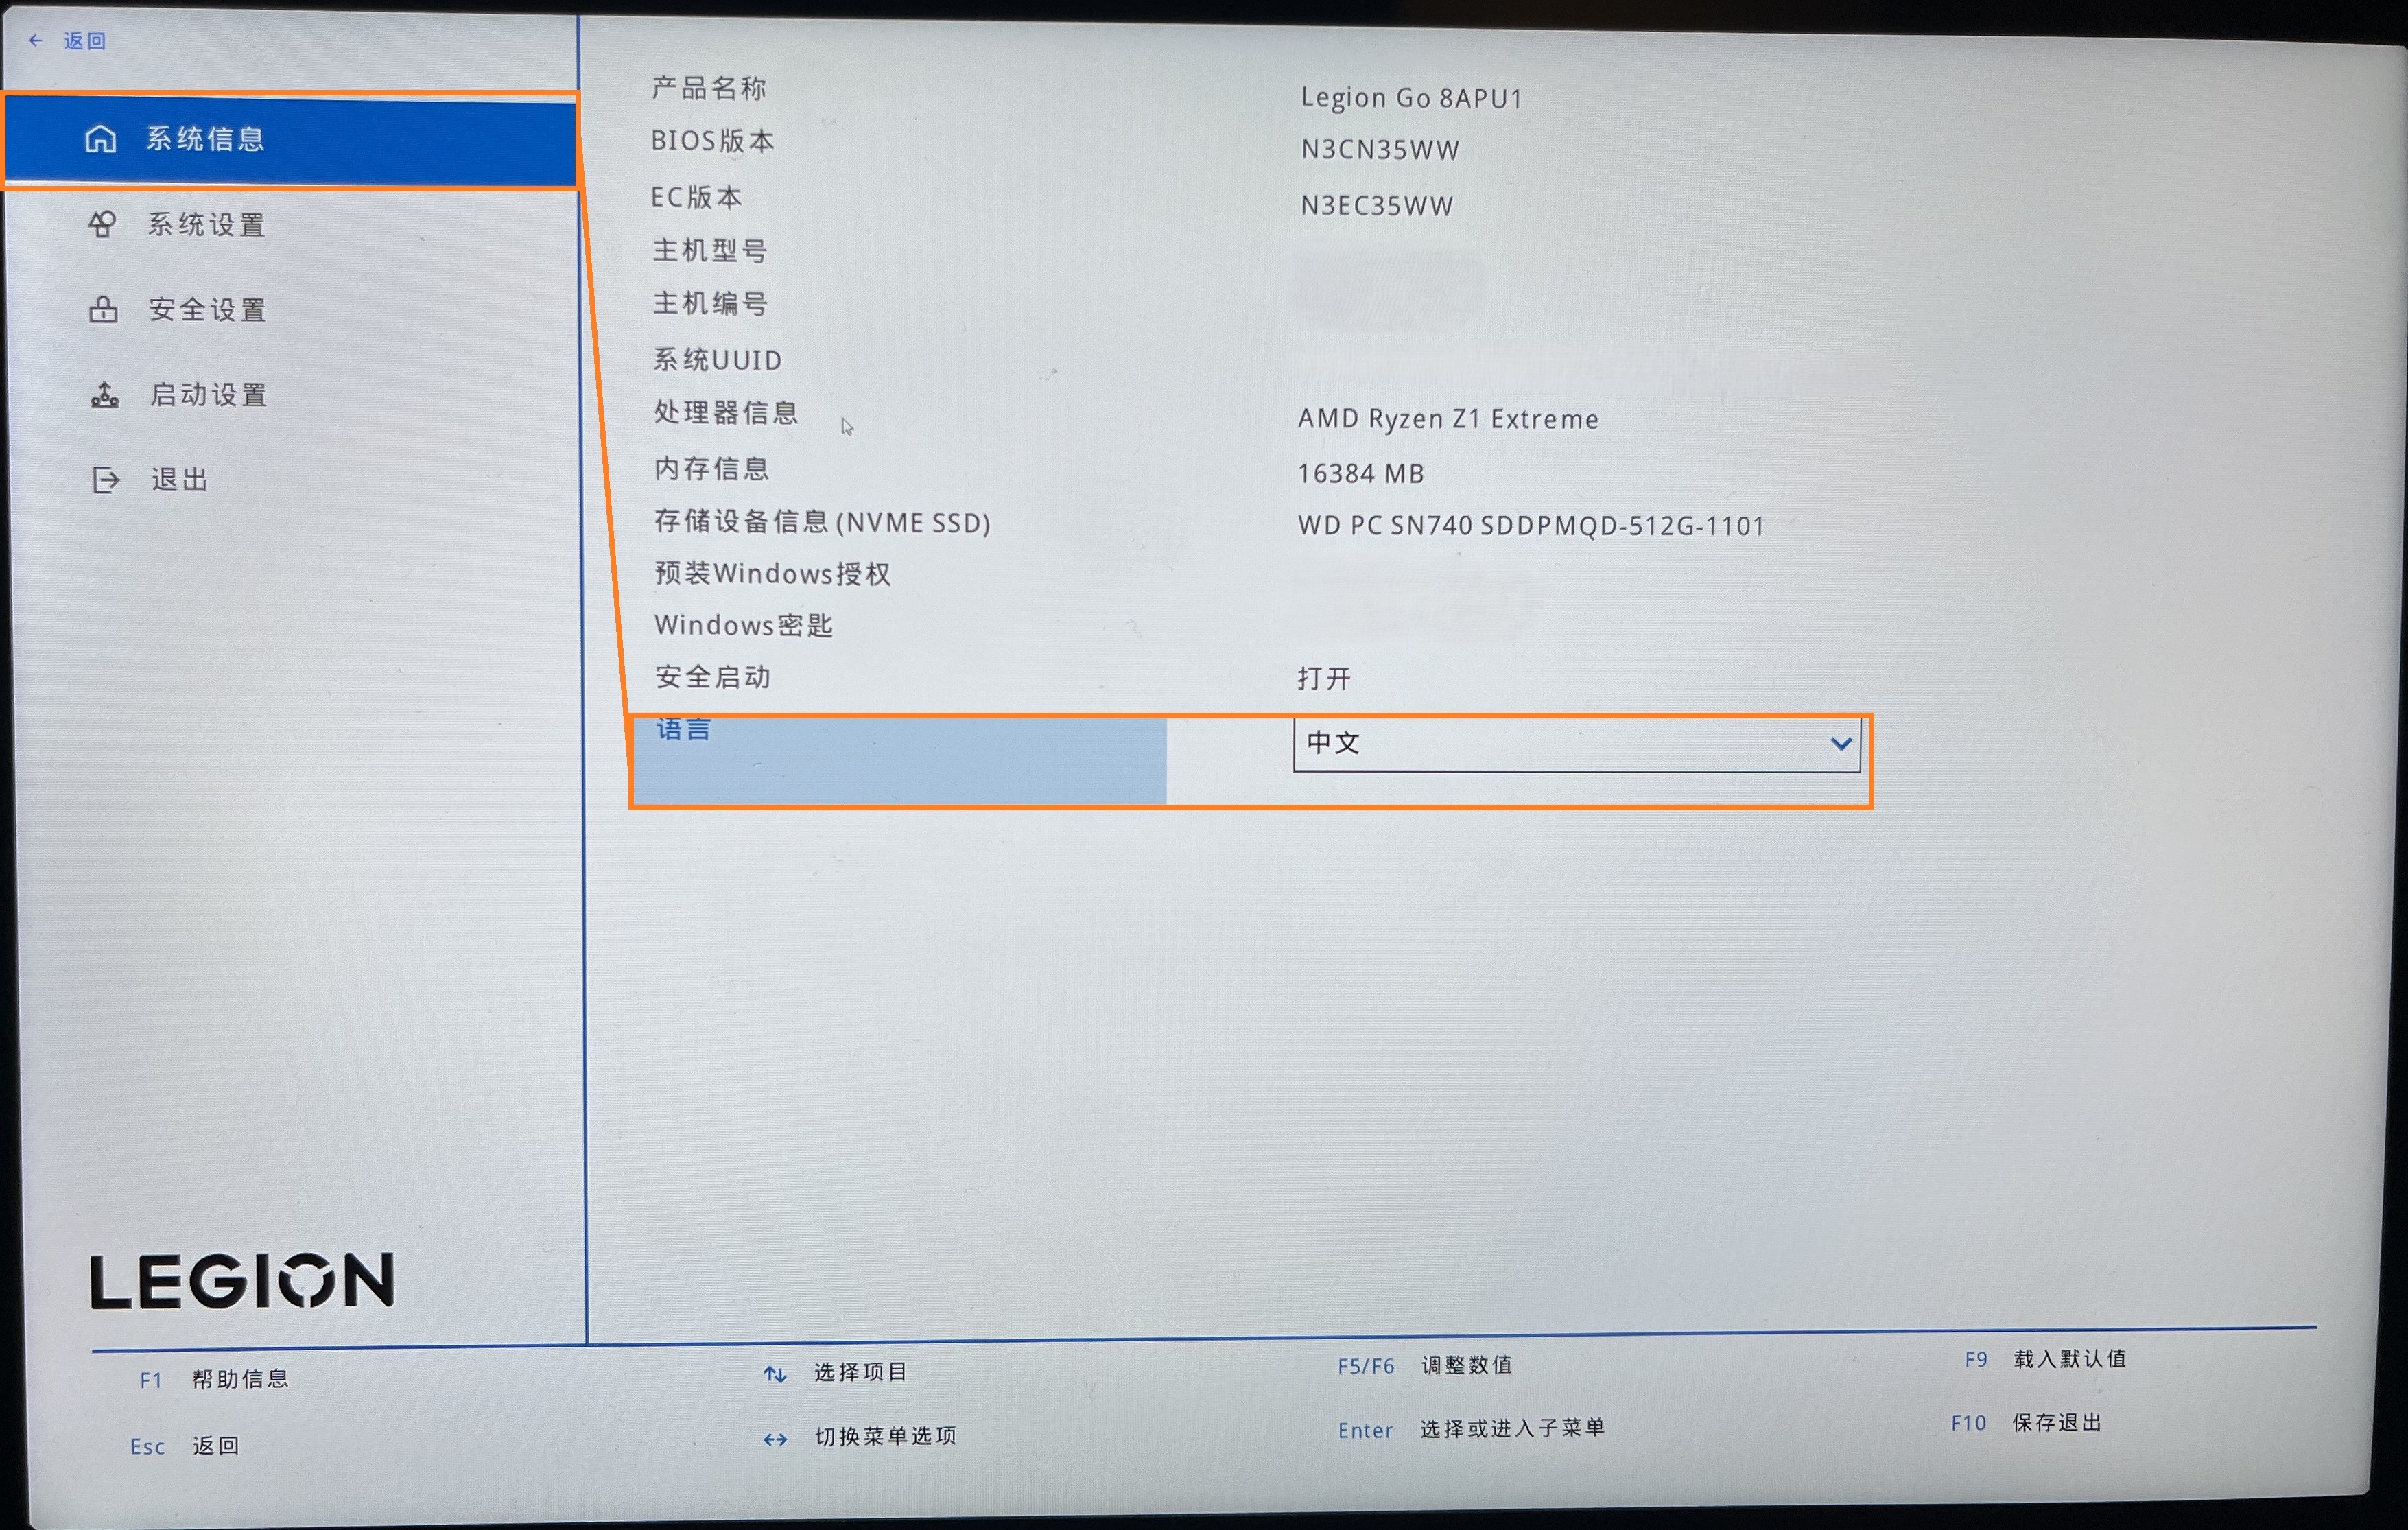 ← 返回
系统信息
系统设置
安全设置
启动设置
退出
产品名称 Legion Go 8APU1
BIOS版本 N3CN35WW
EC版本 N3EC35WW
主机型号
主机编号
系统UUID
处理器信息 AMD Ryzen Z1 Extreme
内存信息 16384 MB
存储设备信息(NVME SSD) WD PC SN740 SDDPMQD-512G-1101
预装Windows授权
Windows密匙
安全启动 打开
语言 中文
LEGION
F1 帮助信息 ↑↓ 选择项目 F5/F6 调整数值 F9 载入默认值
Esc 返回 ↔ 切换菜单选项 Enter 选择或进入子菜单 F10 保存退出